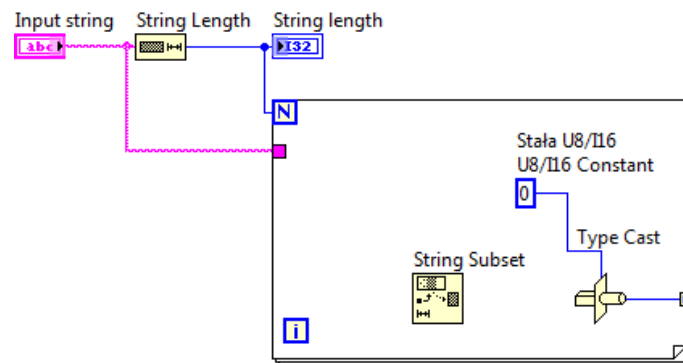 Input string
String Length
String length
abc
I32
N
Stała U8/I16
U8/I16 Constant
0
Type Cast
String Subset
i